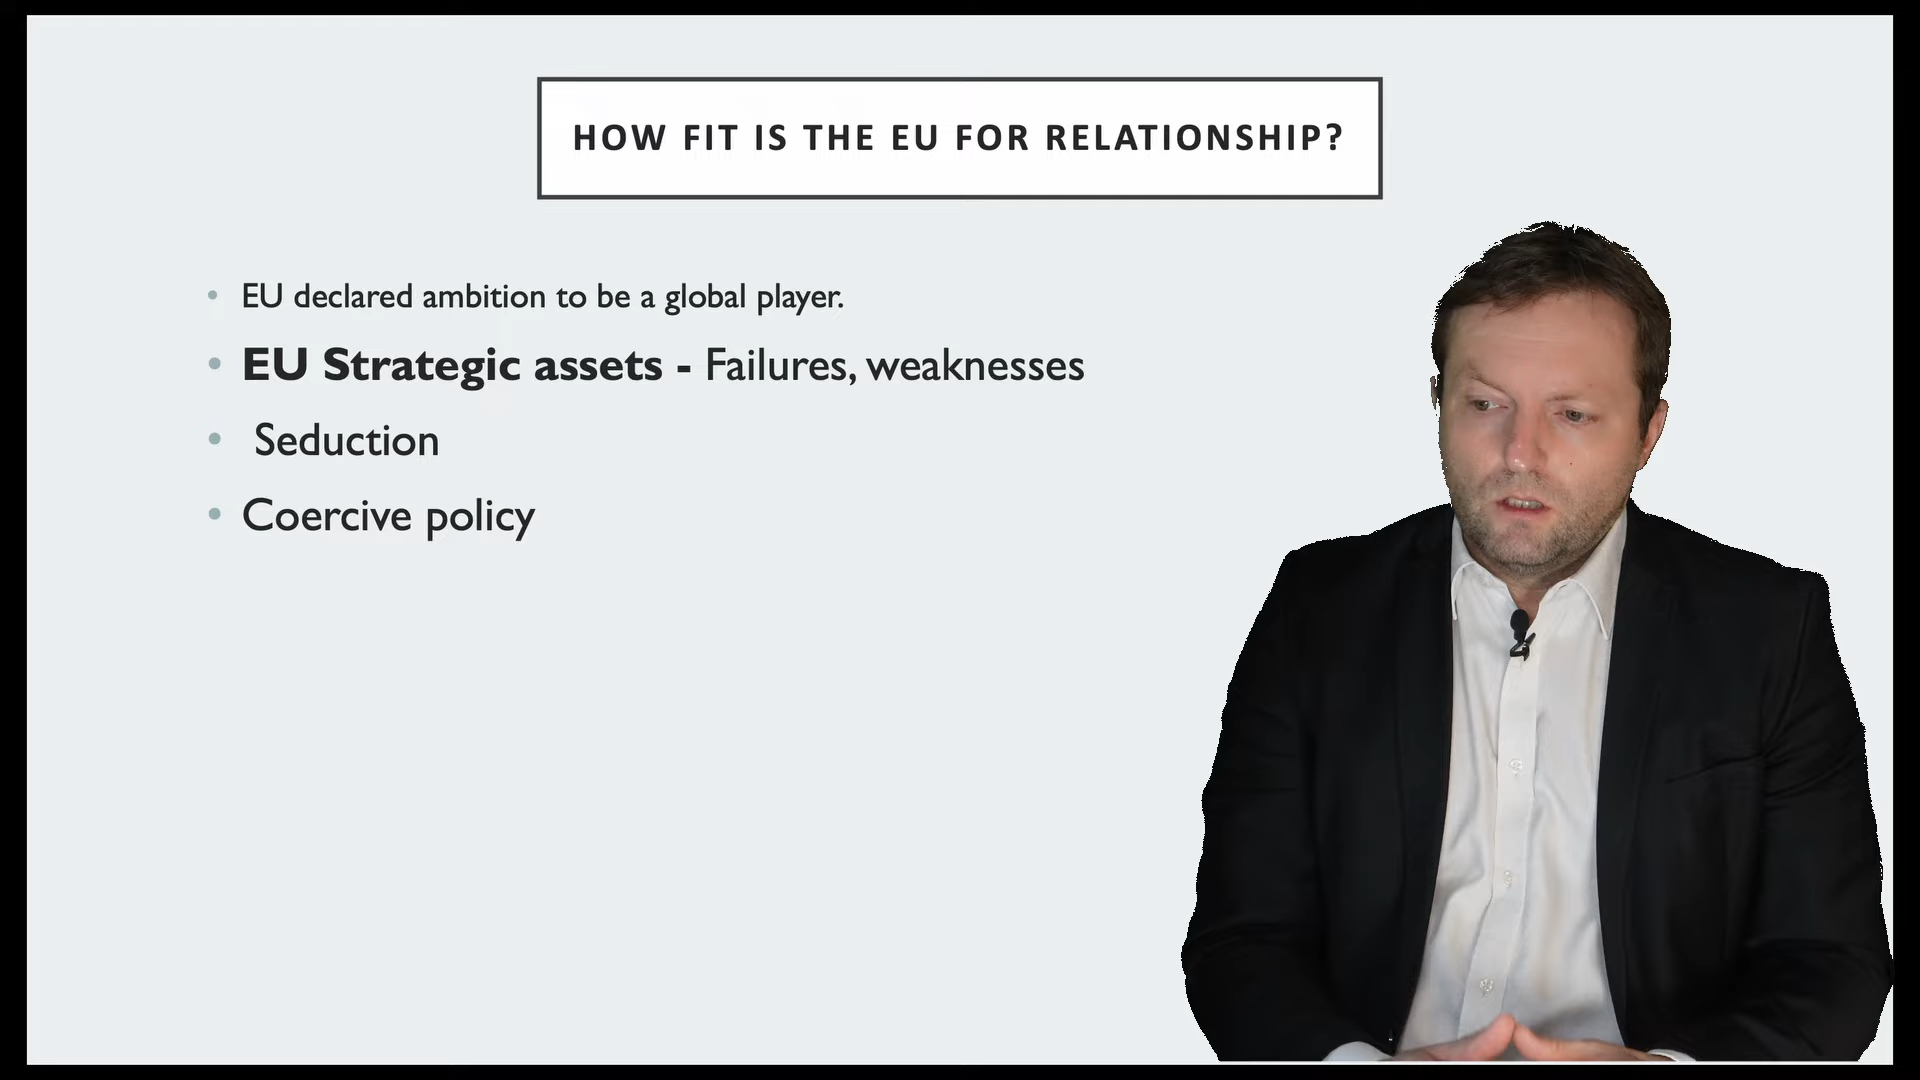 HOW FIT IS THE EU FOR RELATIONSHIP?
• EU declared ambition to be a global player.
• EU Strategic assets - Failures, weaknesses
• Seduction
• Coercive policy